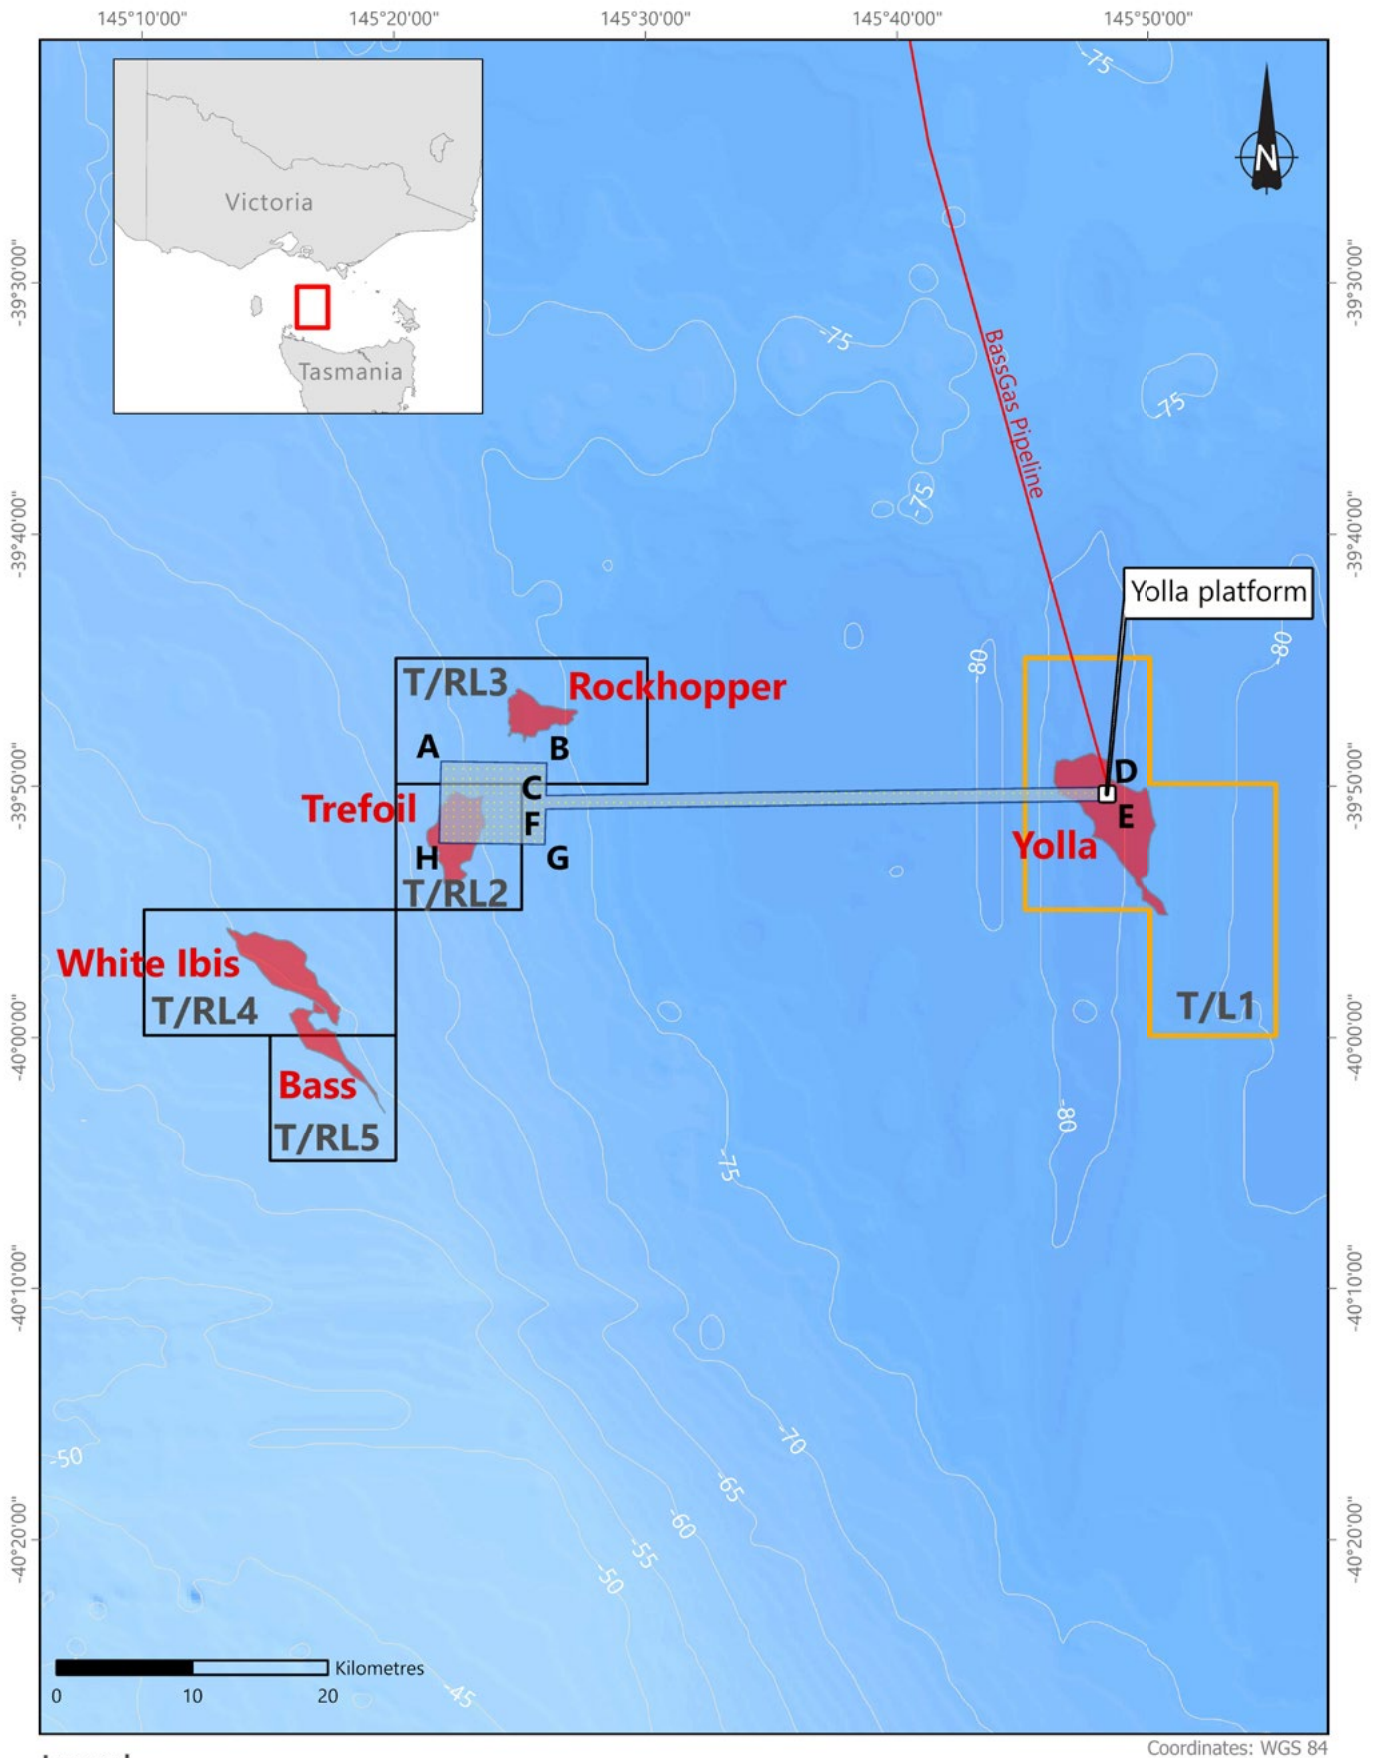 145°10'00" 145°20'00" 145°30'00" 145°40'00" 145°50'00"
-75
N
Victoria
Tasmania
-39°30'00"
-39°30'00"
-75
-75
BassGas Pipeline
-75
-39°40'00"
-39°40'00"
Yolla platform
-80
-80
T/RL3
Rockhopper
A
B
-39°50'00"
-39°50'00"
C
D
Trefoil
F
E
Yolla
H
G
T/RL2
White Ibis
T/RL4
T/L1
-40°00'00"
-40°00'00"
Bass
-80
T/RL5
-75
-40°10'00"
-40°10'00"
-70
-50
-65
-60
-40°20'00"
-40°20'00"
-55
-50
Kilometres
0 10 20
-45
Coordinates: WGS 84